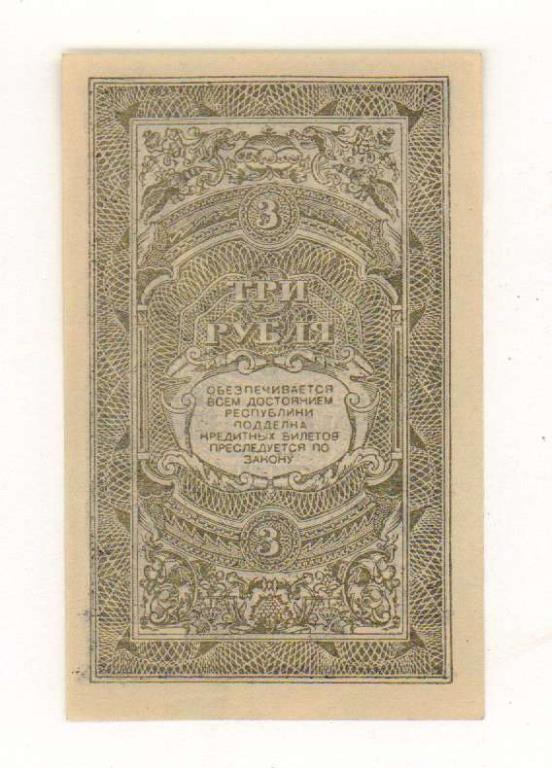 3
ТРИ
РУБЛЯ
ОБЕЗПЕЧИВАЕТСЯ
ВСЕМ ДОСТОЯНИЕМ
РЕСПУБЛИКИ
ПОДДЕЛКА
КРЕДИТНЫХ БИЛЕТОВ
ПРЕСЛЕДУЕТСЯ ПО
ЗАКОНУ
3